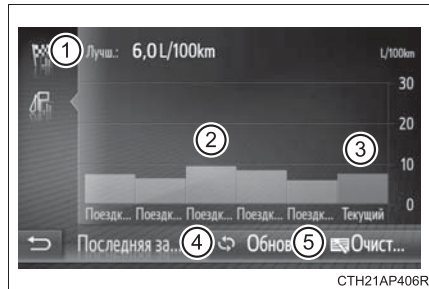 1 Лучш.: 6,0 L/100km L/100km
30
20
2 3
10
0
Поездк... Поездк... Поездк... Поездк... Поездк... Текущий
Последняя за... 4 Обнов 5 Очист...
CTH21AP406R